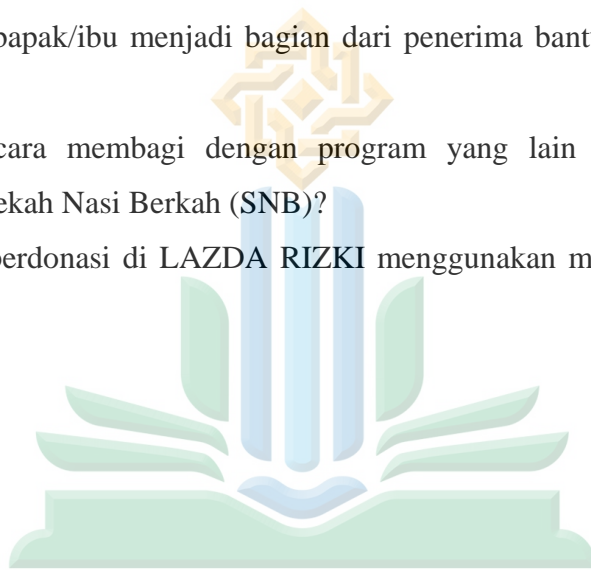 bapak/ibu menjadi bagian dari penerima
cara membagi dengan program yang lain
ekah Nasi Berkah (SNB)?
berdonasi di LAZDA RIZKI menggunakan